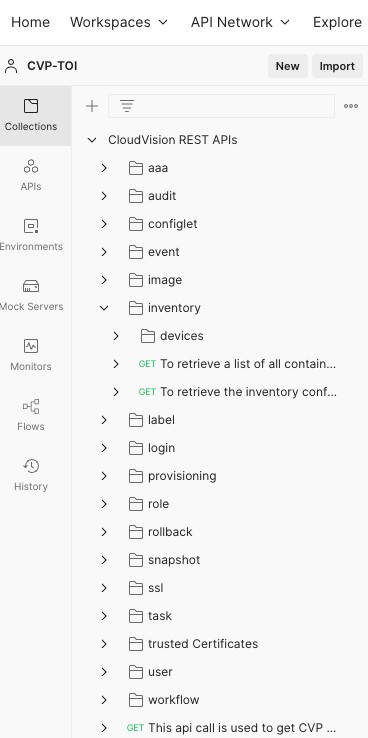 Home Workspaces API Network Explore
CVP-TOI New Import
Collections
APIs
Environments
Mock Servers
Monitors
Flows
History
CloudVision REST APIs
aaa
audit
configlet
event
image
inventory
devices
GET To retrieve a list of all contain...
GET To retrieve the inventory conf...
label
login
provisioning
role
rollback
snapshot
ssl
task
trusted Certificates
user
workflow
GET This api call is used to get CVP ...